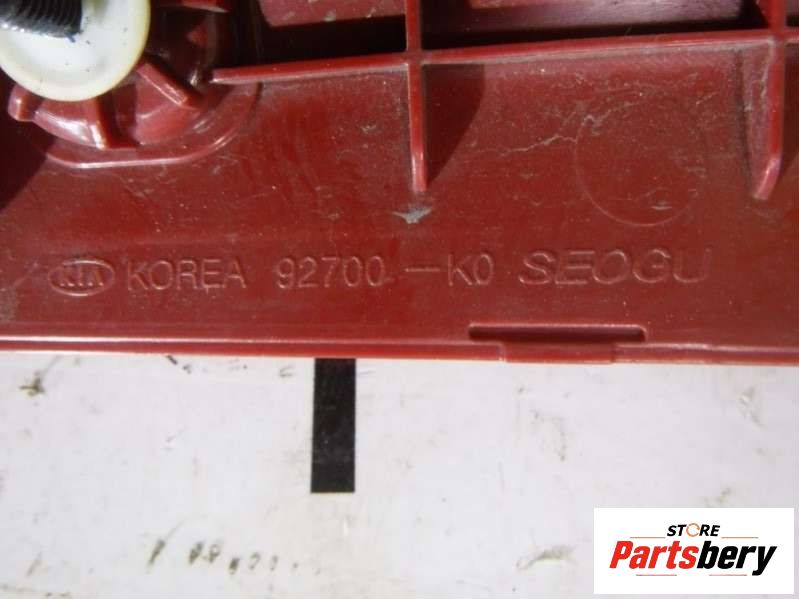 KIA KOREA 92700-K0 SEOGU
STORE
Partsbery